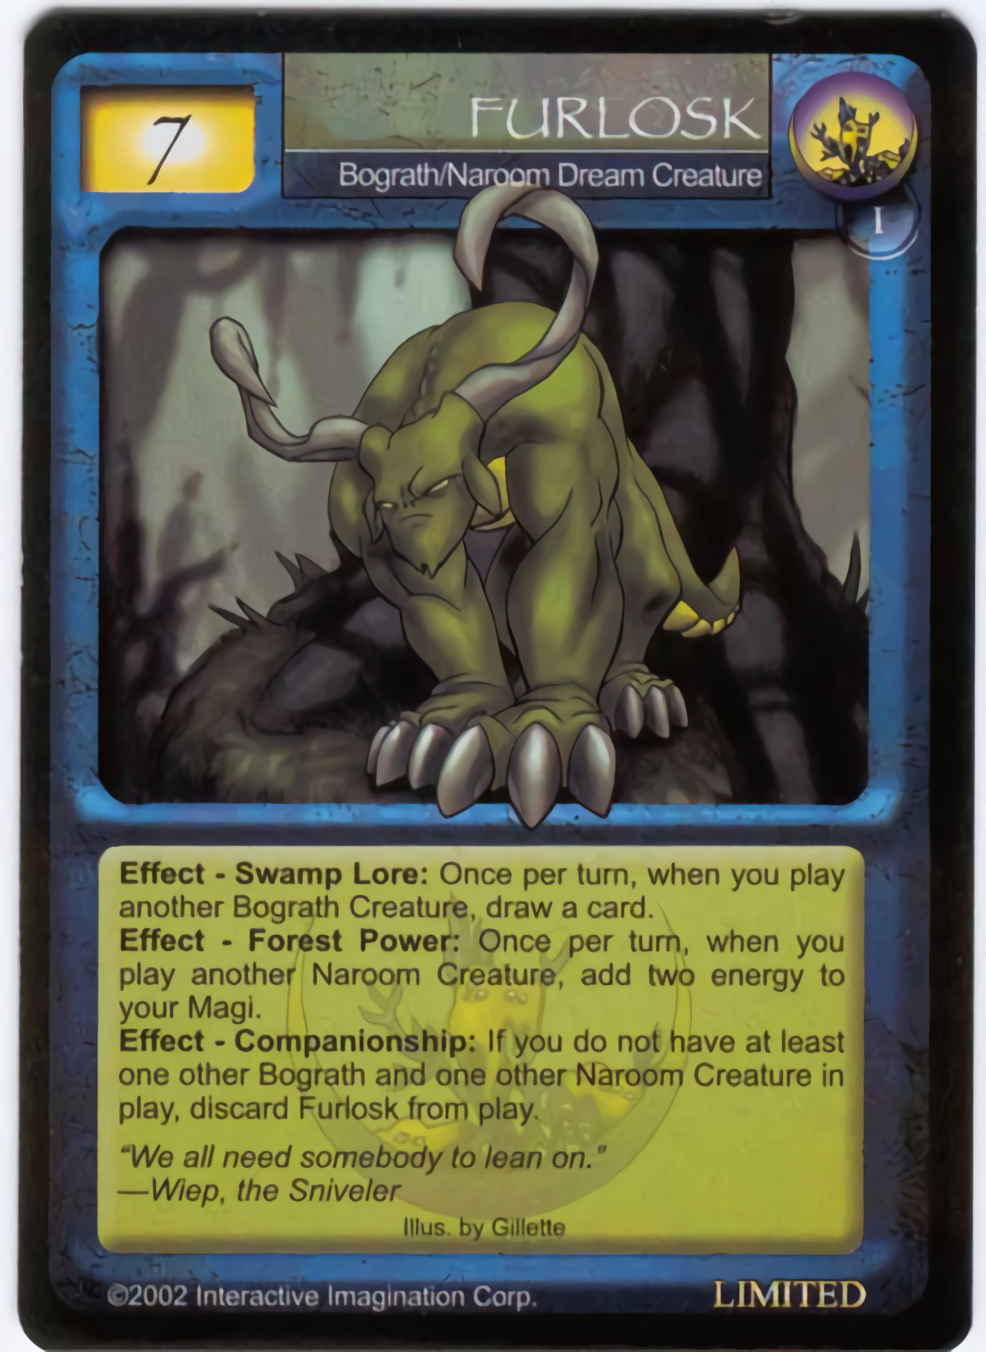 7
FURLOSK
Bograth/Naroom Dream Creature
1
Effect - Swamp Lore: Once per turn, when you play
another Bograth Creature, draw a card.
Effect - Forest Power: Once per turn, when you
play another Naroom Creature, add two energy to
your Magi.
Effect - Companionship: If you do not have at least
one other Bograth and one other Naroom Creature in
play, discard Furlosk from play.
"We all need somebody to lean on."
—Wiep, the Sniveler
Illus. by Gillette
©2002 Interactive Imagination Corp.
LIMITED